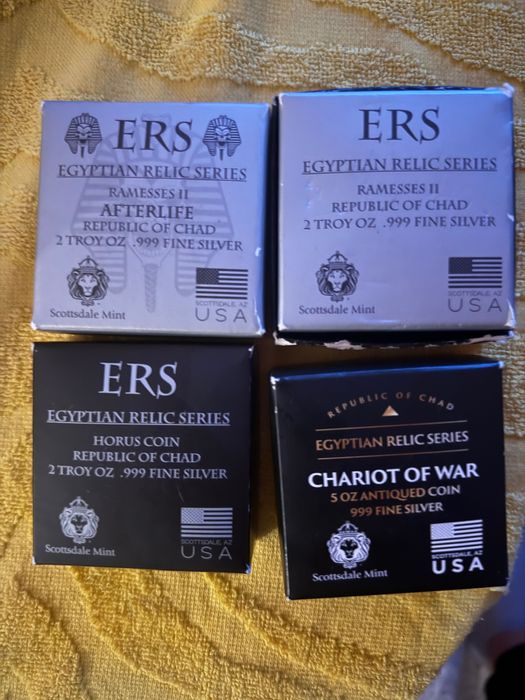 ERS
EGYPTIAN RELIC SERIES
RAMESSES II
AFTERLIFE
REPUBLIC OF CHAD
2 TROY OZ .999 FINE SILVER
Scottsdale Mint
SCOTTSDALE, AZ
USA
ERS
EGYPTIAN RELIC SERIES
RAMESSES II
REPUBLIC OF CHAD
2 TROY OZ .999 FINE SILVER
Scottsdale Mint
SCOTTSDALE, AZ
USA
ERS
EGYPTIAN RELIC SERIES
HORUS COIN
REPUBLIC OF CHAD
2 TROY OZ .999 FINE SILVER
Scottsdale Mint
SCOTTSDALE, AZ
USA
REPUBLIC OF CHAD
EGYPTIAN RELIC SERIES
CHARIOT OF WAR
5 OZ ANTIQUED COIN
999 FINE SILVER
Scottsdale Mint
SCOTTSDALE, AZ
USA